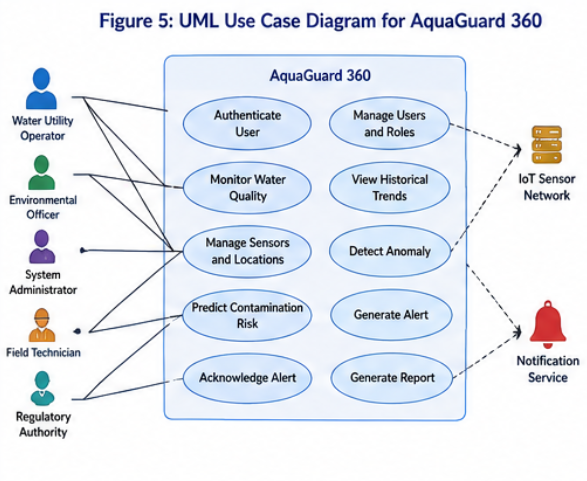 Figure 5: UML Use Case Diagram for AquaGuard 360
AquaGuard 360
Water Utility
Operator
Environmental
Officer
System
Administrator
Field Technician
Regulatory
Authority
Authenticate
User
Manage Users
and Roles
Monitor Water
Quality
View Historical
Trends
Manage Sensors
and Locations
Detect Anomaly
Predict Contamination
Risk
Generate Alert
Acknowledge Alert
Generate Report
IoT Sensor
Network
Notification
Service